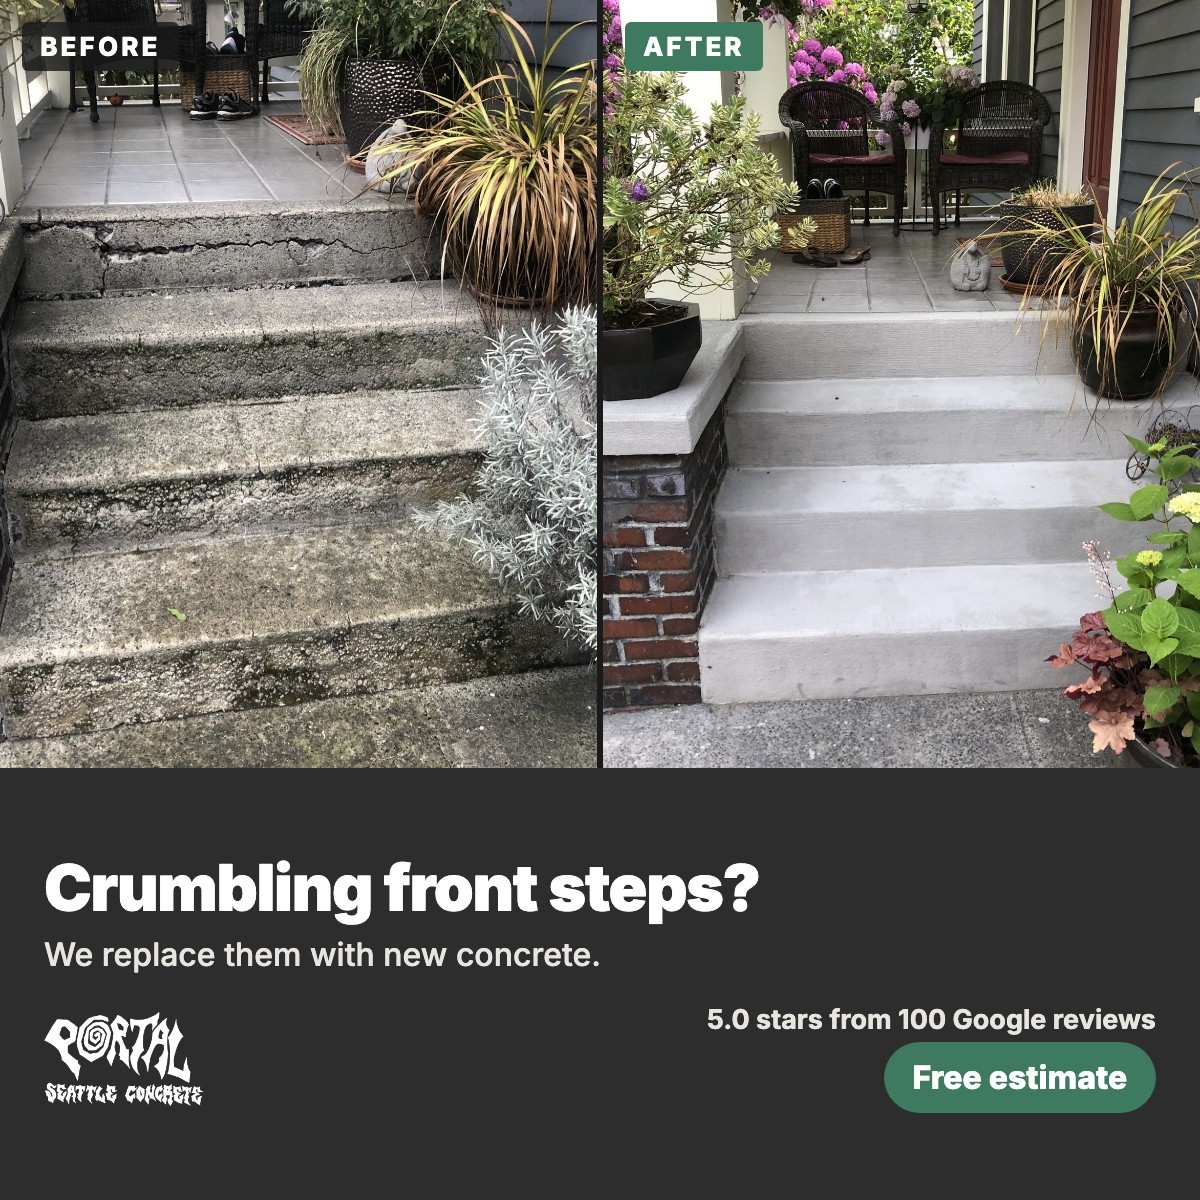 BEFORE
AFTER
Crumbling front steps?
We replace them with new concrete.
PORTAL
SEATTLE CONCRETE
5.0 stars from 100 Google reviews
Free estimate